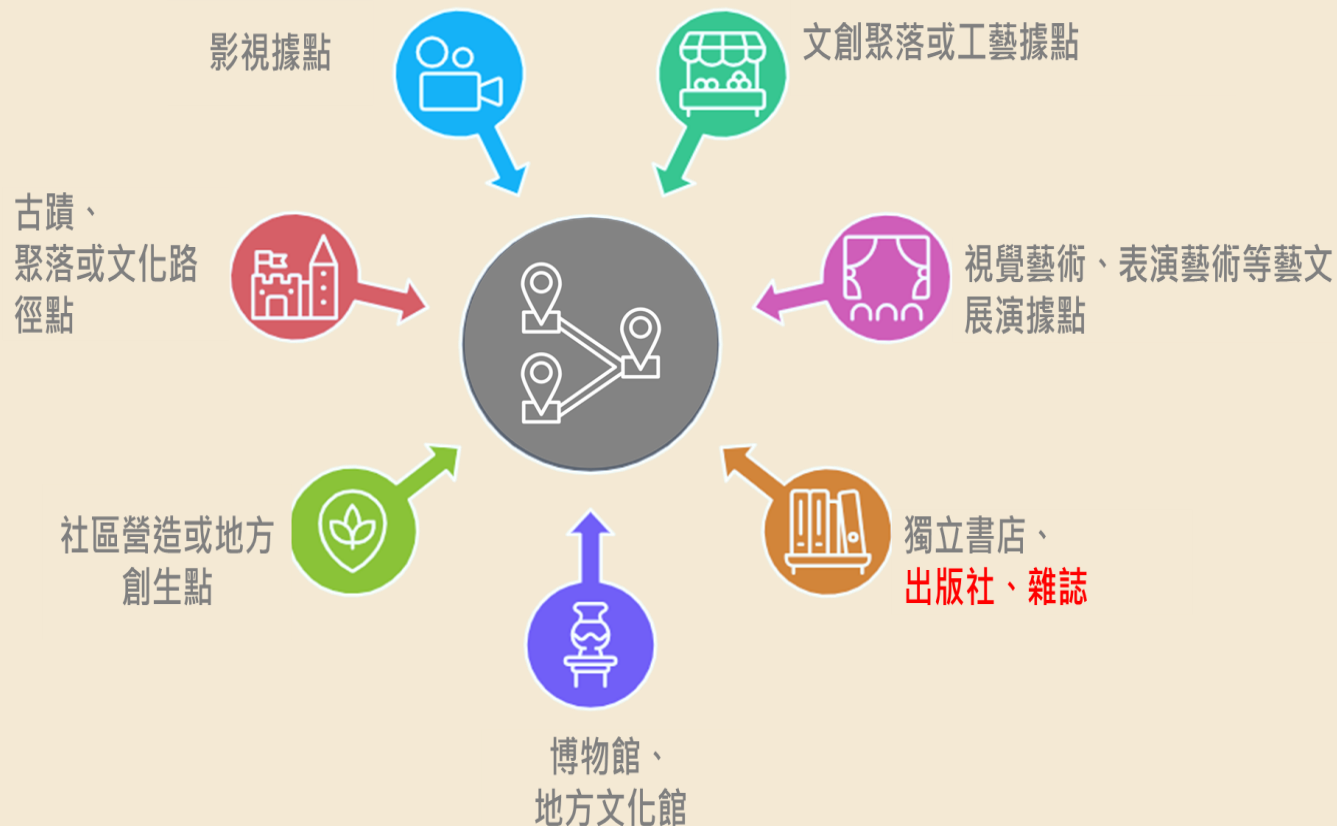 影視據點
文創聚落或工藝據點
古蹟、
聚落或文化路
徑點
視覺藝術、表演藝術等藝文
展演據點
社區營造或地方
創生點
獨立書店、
出版社、雜誌
博物館、
地方文化館